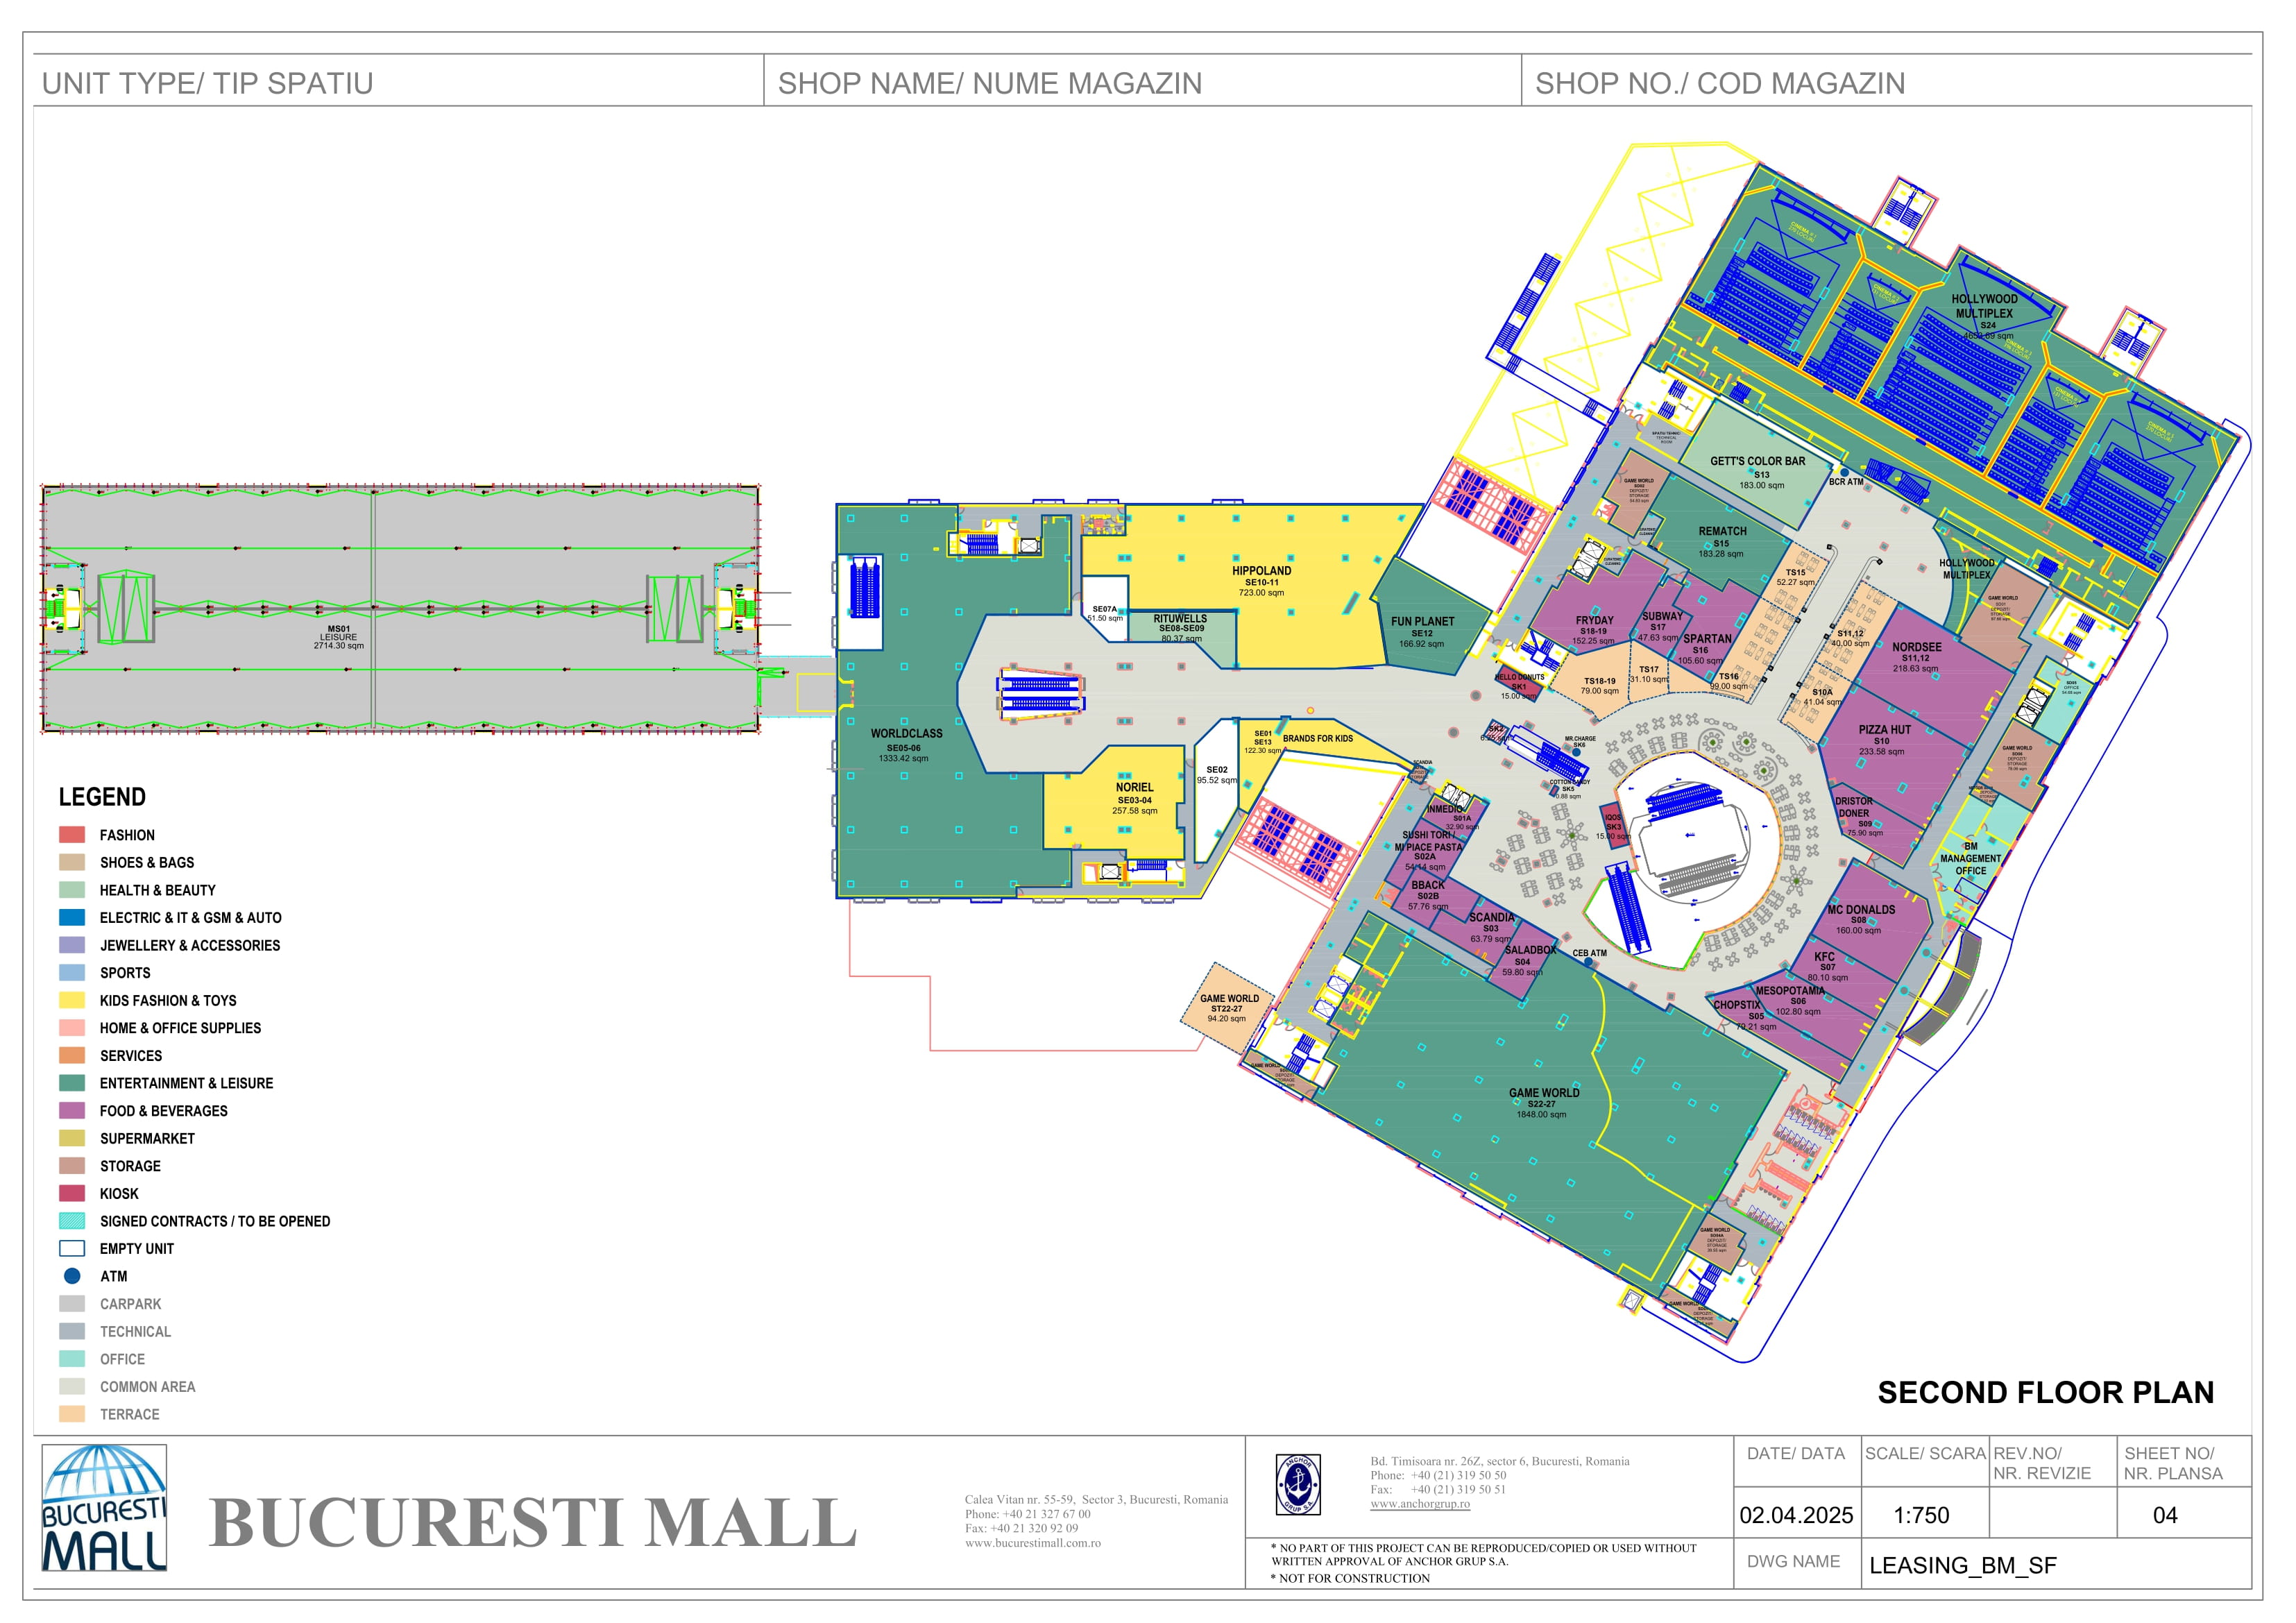 UNIT TYPE/ TIP SPATIU
SHOP NAME/ NUME MAGAZIN
SHOP NO./ COD MAGAZIN
HOLLYWOOD
MULTIPLEX
S24
GETT'S COLOR BAR
S13
183.00 sqm
BCR ATM
REMATCH
S15
183.28 sqm
HOLLYWOOD
MULTIPLEX
TS15
52.27 sqm
HIPPOLAND
SE10-11
723.00 sqm
SE07A
51.50 sqm
RITUWELLS
SE08-SE09
80.37 sqm
FUN PLANET
SE12
166.92 sqm
FRYDAY
S18-19
152.25 sqm
SUBWAY
S17
47.63 sqm
SPARTAN
S16
105.60 sqm
S11,12
40.00 sqm
NORDSEE
S11,12
218.63 sqm
MS01
LEISURE
2714.30 sqm
HELLO DONUTS
SK1
15.00 sqm
TS18-19
79.00 sqm
TS17
31.10 sqm
TS16
99.00 sqm
S10A
41.04 sqm
WORLDCLASS
SE05-06
1333.42 sqm
SE01
SE13
122.30 sqm
BRANDS FOR KIDS
SK2
MR.CHARGE
SK6
PIZZA HUT
S10
233.58 sqm
SE02
95.52 sqm
NORIEL
SE03-04
257.58 sqm
SCANDIA
COTTON CANDY
SK5
INMEDIO
S01A
32.90 sqm
IQOS
SK3
15.00 sqm
DRISTOR
DONER
S09
75.90 sqm
SUSHI TORI /
MI PIACE PASTA
S02A
54.14 sqm
BM
MANAGEMENT
OFFICE
BBACK
S02B
57.76 sqm
SCANDIA
S03
63.79 sqm
SALADBOX
S04
59.80 sqm
CEB ATM
MC DONALDS
S08
160.00 sqm
KFC
S07
80.10 sqm
MESOPOTAMIA
S06
102.80 sqm
CHOPSTIX
S05
79.21 sqm
GAME WORLD
ST22-27
94.20 sqm
GAME WORLD
S22-27
1848.00 sqm
LEGEND
FASHION
SHOES & BAGS
HEALTH & BEAUTY
ELECTRIC & IT & GSM & AUTO
JEWELLERY & ACCESSORIES
SPORTS
KIDS FASHION & TOYS
HOME & OFFICE SUPPLIES
SERVICES
ENTERTAINMENT & LEISURE
FOOD & BEVERAGES
SUPERMARKET
STORAGE
KIOSK
SIGNED CONTRACTS / TO BE OPENED
EMPTY UNIT
ATM
CARPARK
TECHNICAL
OFFICE
COMMON AREA
TERRACE
SECOND FLOOR PLAN
BUCURESTI
MALL
BUCURESTI MALL
Calea Vitan nr. 55-59, Sector 3, Bucuresti, Romania
Phone: +40 21 327 67 00
Fax: +40 21 320 92 09
www.bucurestimall.com.ro
ANCHOR
GRUP S.A.
Bd. Timisoara nr. 26Z, sector 6, Bucuresti, Romania
Phone: +40 (21) 319 50 50
Fax: +40 (21) 319 50 51
www.anchorgrup.ro
* NO PART OF THIS PROJECT CAN BE REPRODUCED/COPIED OR USED WITHOUT
WRITTEN APPROVAL OF ANCHOR GRUP S.A.
* NOT FOR CONSTRUCTION
DATE/ DATA
SCALE/ SCARA
REV.NO/
NR. REVIZIE
SHEET NO/
NR. PLANSA
02.04.2025
1:750
04
DWG NAME
LEASING_BM_SF